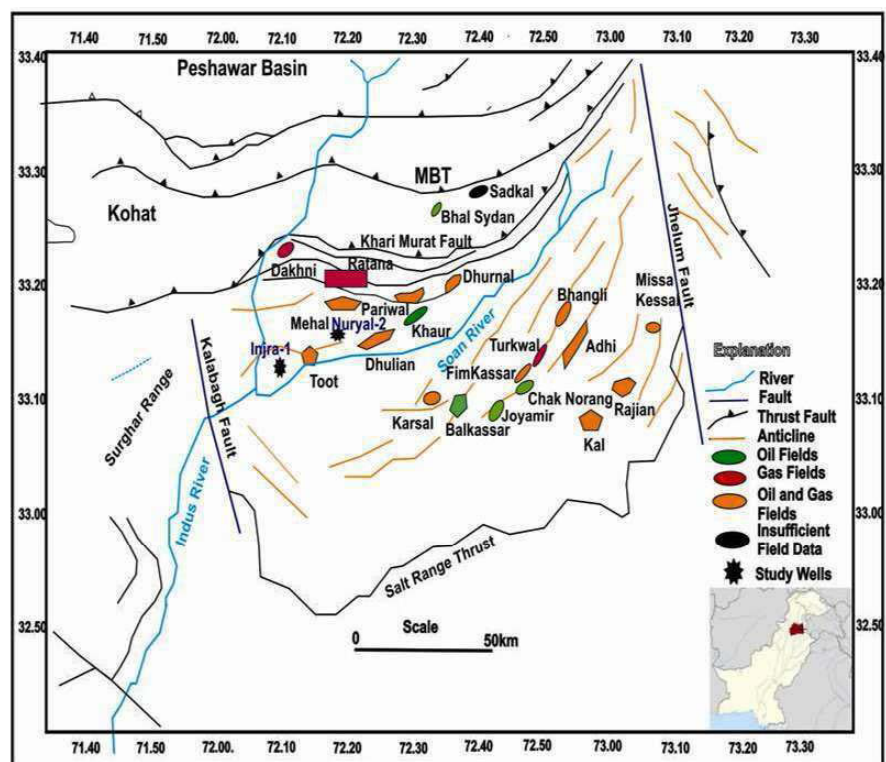 71.40 71.50 72.00. 72.10 72.20 72.30 72.40 72.50 73.00 73.10 73.20 73.30
33.40 33.40
Peshawar Basin
33.30 33.30
MBT
Sadkal
Kohat
Bhal Sydan
Khari Murat Fault
Jhelum Fault
Dakhni
Ratana
Dhurnal
33.20 33.20
Missa
Kessal
Bhangli
Pariwal
Mehal
Nuryal-2
Khaur
Soan River
Injra-1
Kalabagh Fault
Turkwal
Adhi
Dhulian
Toot
FimKassar
Explanation
River
Fault
Thrust Fault
Anticline
Oil Fields
Gas Fields
Oil and Gas
Fields
Insufficient
Field Data
Study Wells
Surghar Range
33.10 33.10
Chak Norang
Rajian
Karsal
Joyamir
Balkassar
Kal
Indus River
33.00 33.00
Salt Range Thrust
32.50 32.50
Scale
0 50km
71.40 71.50 72.00. 72.10 72.20 72.30 72.40 72.50 73.00 73.10 73.20 73.30